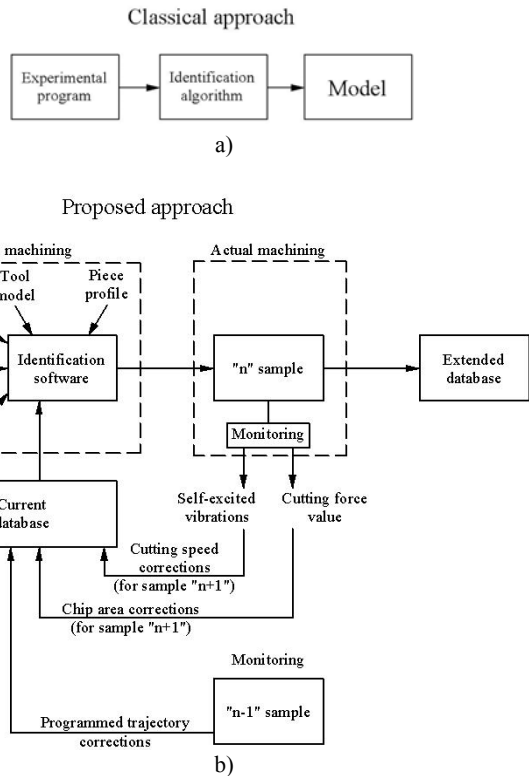 Classical approach
Experimental
program
Identification
algorithm
Model
a)
Proposed approach
machining
Actual machining
Tool
model
Piece
profile
Identification
software
"n" sample
Extended
database
Monitoring
Self-excited
vibrations
Cutting force
value
Current
database
Cutting speed
corrections
(for sample "n+1")
Chip area corrections
(for sample "n+1")
Monitoring
"n-1" sample
Programmed trajectory
corrections
b)